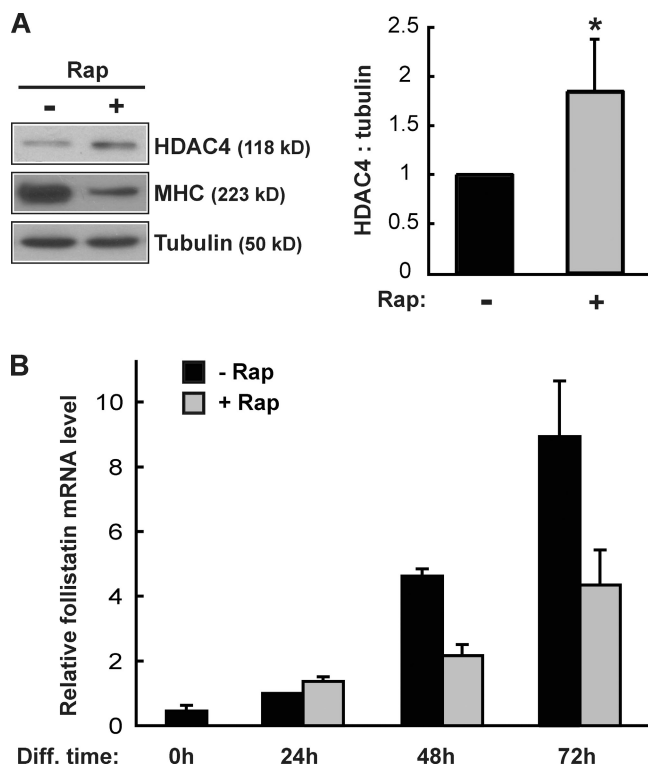 A
Rap
- +
HDAC4 (118 kD)
MHC (223 kD)
Tubulin (50 kD)
HDAC4 : tubulin
2.5
2
1.5
1
0.5
0
*
Rap: - +
B
- Rap
+ Rap
Relative follistatin mRNA level
10
8
6
4
2
0
Diff. time: 0h 24h 48h 72h